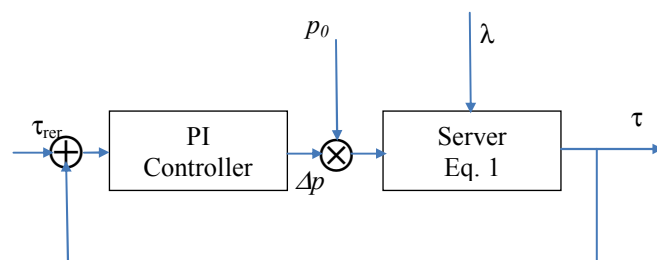 p₀
λ
τrer
PI
Controller
Δp
Server
Eq. 1
τ